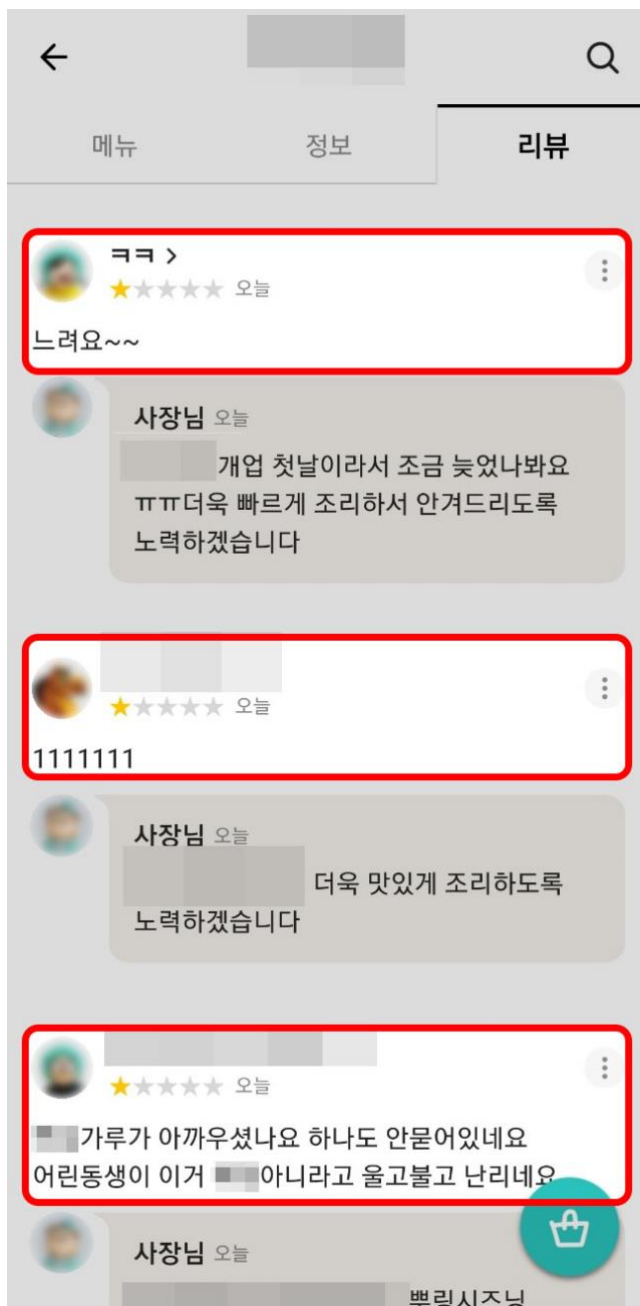 메뉴 정보 리뷰
ㅋㅋ >
오늘
느려요~~
사장님 오늘
개업 첫날이라서 조금 늦었나봐요
ㅠㅠ더욱 빠르게 조리하서 안겨드리도록
노력하겠습니다
오늘
1111111
사장님 오늘
더욱 맛있게 조리하도록
노력하겠습니다
오늘
가루가 아까우셨나요 하나도 안묻어있네요
어린동생이 이거 아니라고 울고불고 난리네요
사장님 오늘
뿌링시즈닝